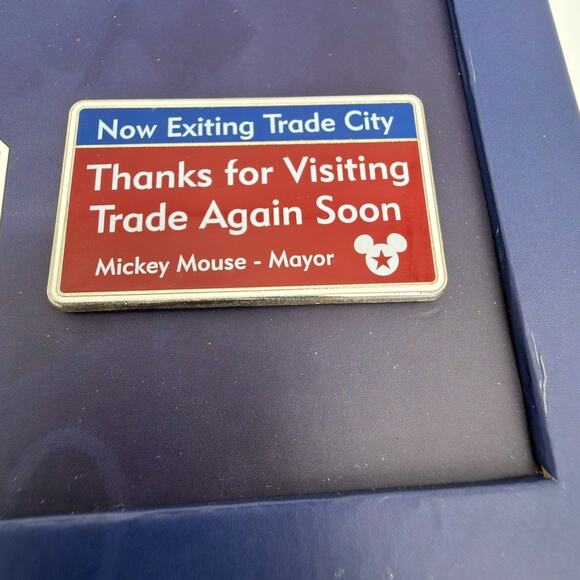 Now Exiting Trade City
Thanks for Visiting
Trade Again Soon
Mickey Mouse - Mayor